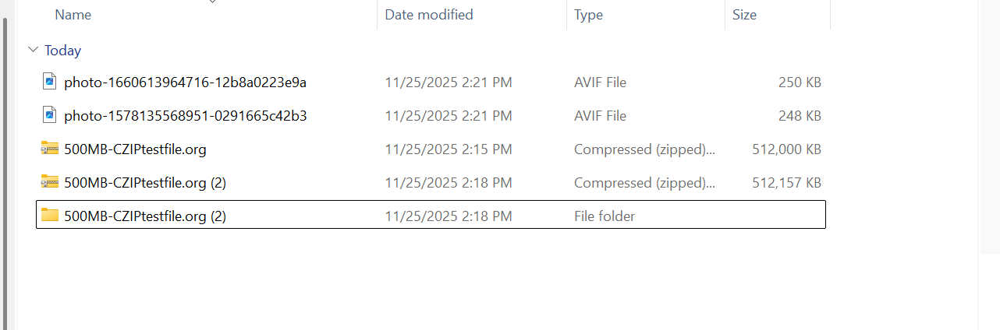 Name Date modified Type Size
Today
photo-1660613964716-12b8a0223e9a 11/25/2025 2:21 PM AVIF File 250 KB
photo-1578135568951-0291665c42b3 11/25/2025 2:21 PM AVIF File 248 KB
500MB-CZIPtestfile.org 11/25/2025 2:15 PM Compressed (zipped)... 512,000 KB
500MB-CZIPtestfile.org (2) 11/25/2025 2:18 PM Compressed (zipped)... 512,157 KB
500MB-CZIPtestfile.org (2) 11/25/2025 2:18 PM File folder